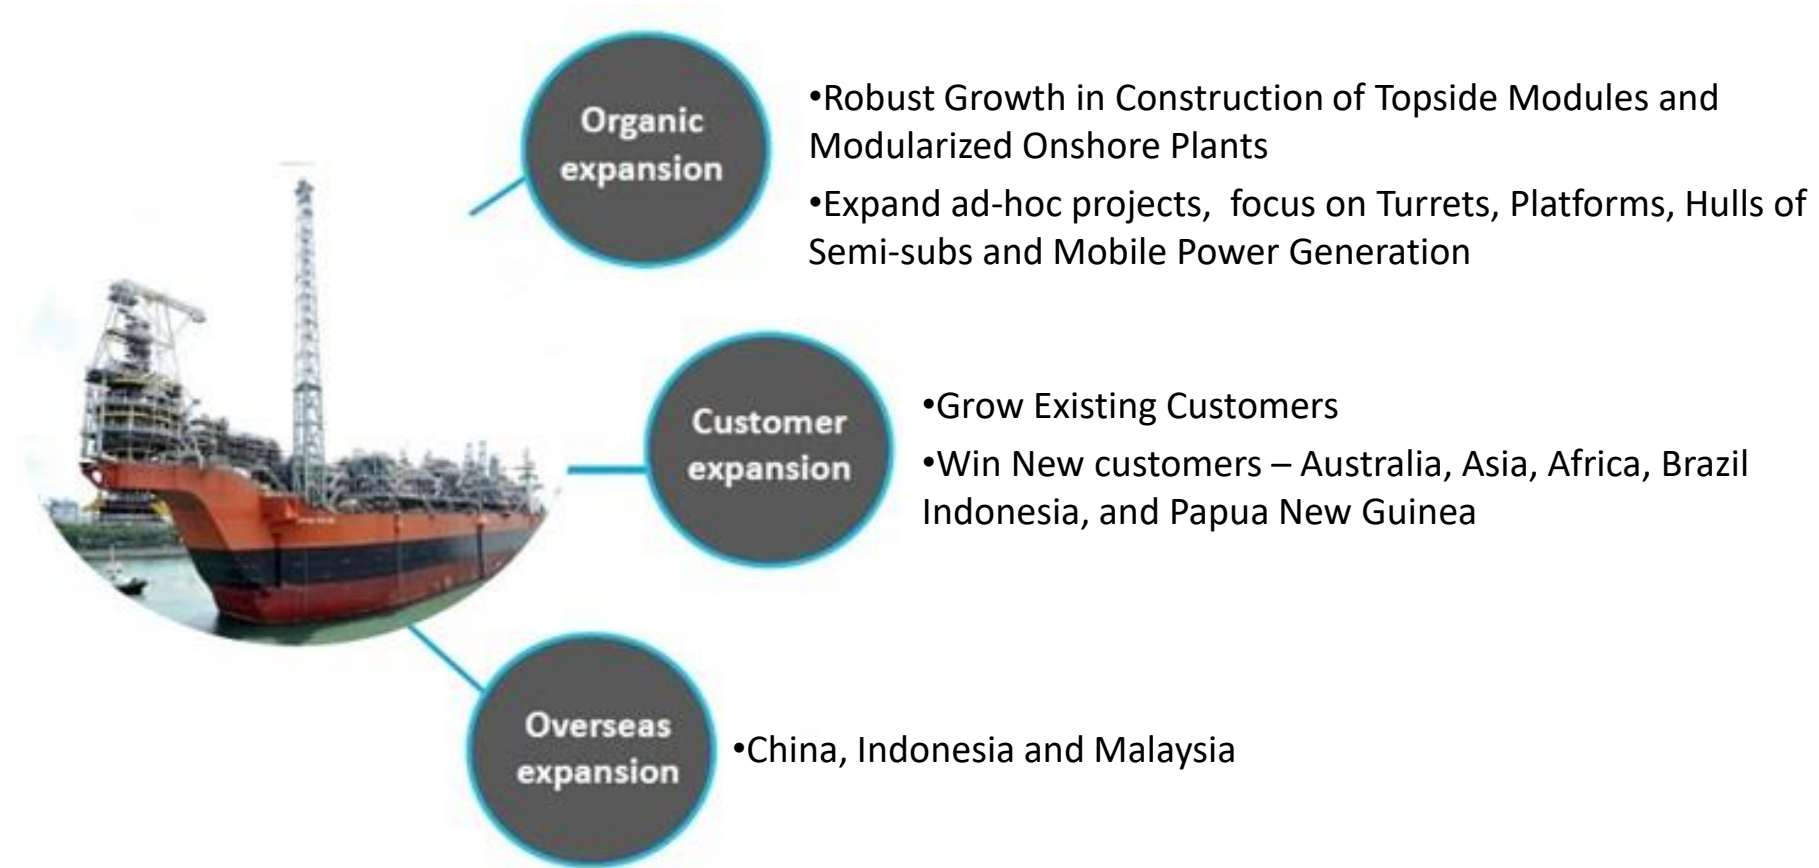 Organic
expansion
•Robust Growth in Construction of Topside Modules and
Modularized Onshore Plants
•Expand ad-hoc projects,  focus on Turrets, Platforms, Hulls of
Semi-subs and Mobile Power Generation
Customer
expansion
•Grow Existing Customers
•Win New customers – Australia, Asia, Africa, Brazil
Indonesia, and Papua New Guinea
Overseas
expansion
•China, Indonesia and Malaysia